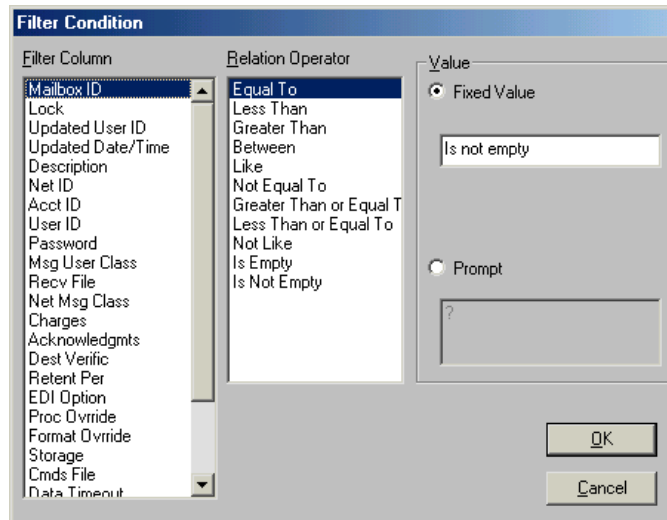 Filter Condition
Filter Column
Mailbox ID
Lock
Updated User ID
Updated Date/Time
Description
Net ID
Acct ID
User ID
Password
Msg User Class
Recv File
Net Msg Class
Charges
Acknowledgmts
Dest Verific
Retent Per
EDI Option
Proc Ovrride
Format Ovrride
Storage
Cmds File
Data Timeout
Relation Operator
Equal To
Less Than
Greater Than
Between
Like
Not Equal To
Greater Than or Equal T
Less Than or Equal To
Not Like
Is Empty
Is Not Empty
Value
Fixed Value
Is not empty
Prompt
?
OK
Cancel